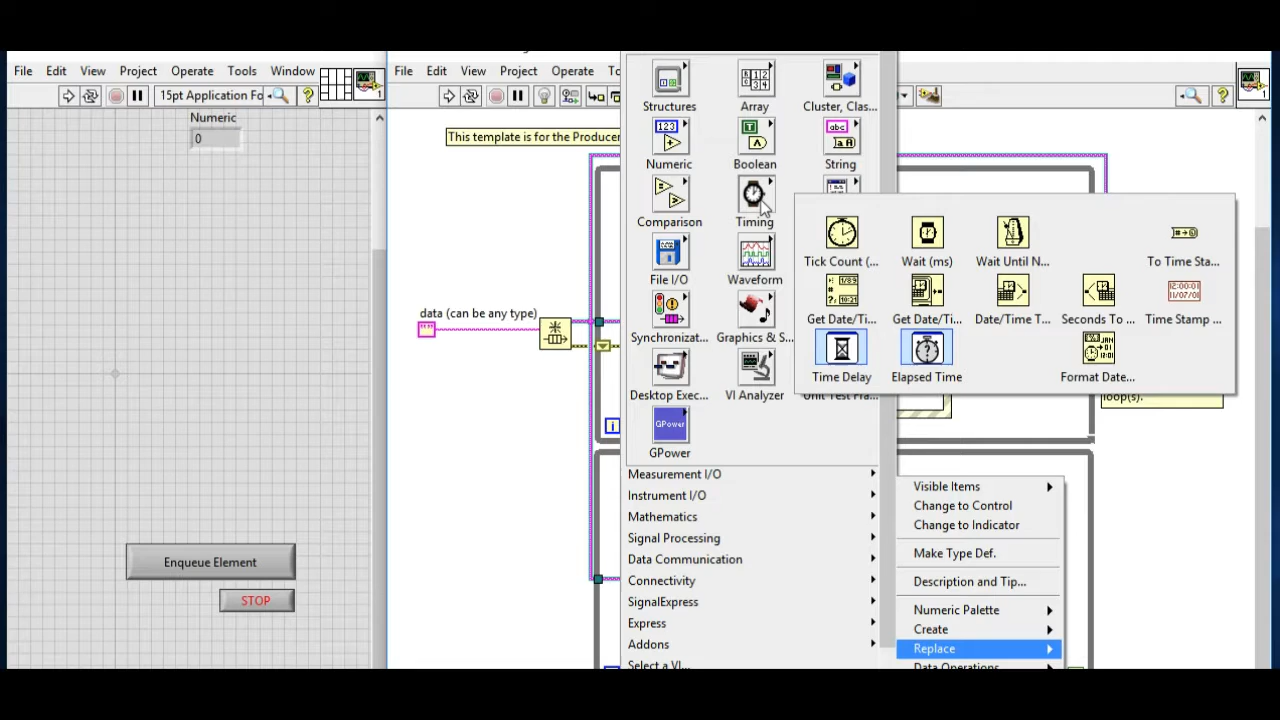 File Edit View Project Operate Tools Window
15pt Application Fo
Numeric
0
Enqueue Element
STOP
File Edit View Project Operate
This template is for the Producer
data (can be any type)
loop(s).
Structures Array Cluster, Clas...
Numeric Boolean String
Comparison Timing
File I/O Waveform
Synchronizat... Graphics & S...
Desktop Exec... VI Analyzer
GPower
GPower
Measurement I/O
Instrument I/O
Mathematics
Signal Processing
Data Communication
Connectivity
SignalExpress
Express
Addons
Select a VI...
Tick Count (... Wait (ms) Wait Until N... To Time Sta...
Get Date/Ti... Get Date/Ti... Date/Time T... Seconds To ... Time Stamp ...
Time Delay Elapsed Time Format Date...
Visible Items
Change to Control
Change to Indicator
Make Type Def.
Description and Tip...
Numeric Palette
Create
Replace
Data Operations